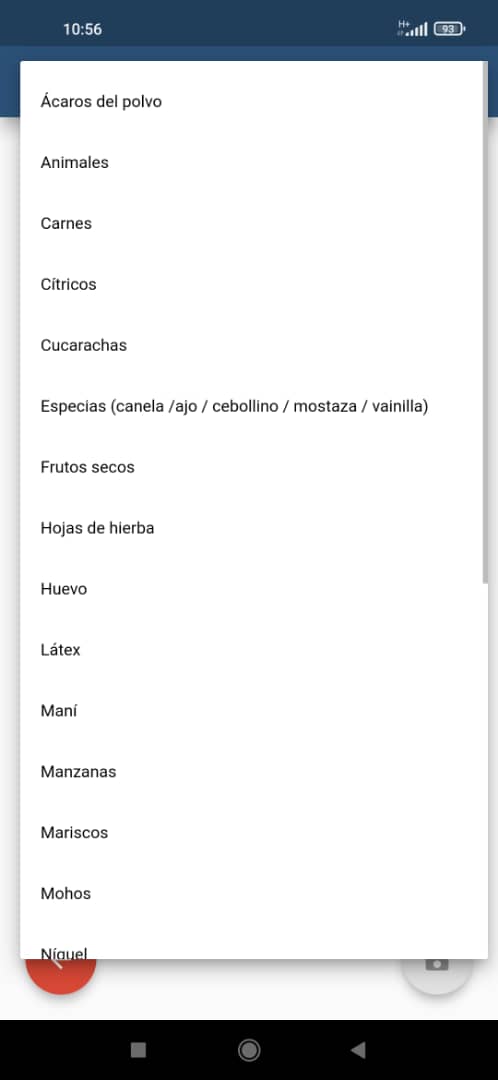 10:56
H+
93
Ácaros del polvo
Animales
Carnes
Cítricos
Cucarachas
Especias (canela /ajo / cebollino / mostaza / vainilla)
Frutos secos
Hojas de hierba
Huevo
Látex
Maní
Manzanas
Mariscos
Mohos
Níquel